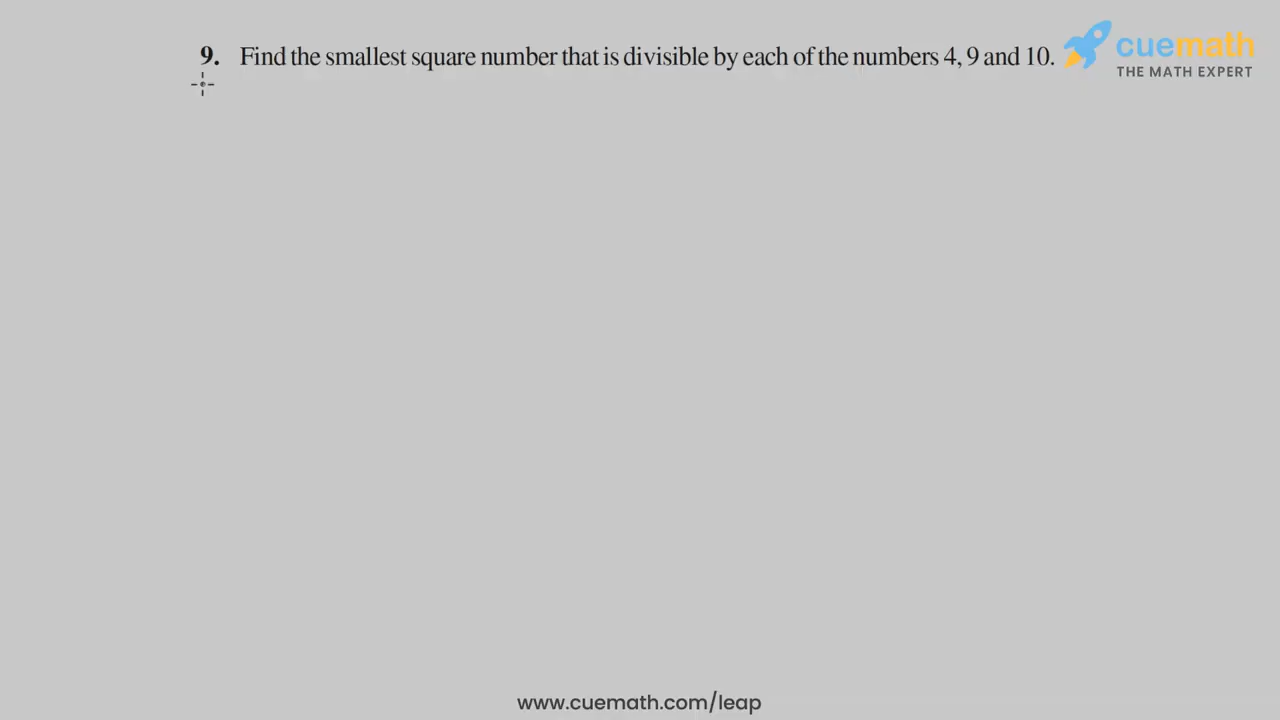 9. Find the smallest square number that is divisible by each of the numbers 4, 9 and 10.
cuemath
THE MATH EXPERT
www.cuemath.com/leap